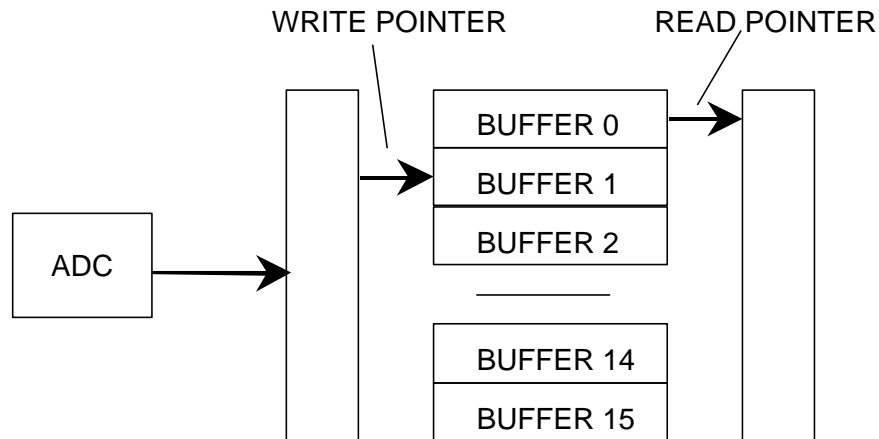 WRITE POINTER
READ POINTER
BUFFER 0
BUFFER 1
ADC
BUFFER 2
BUFFER 14
BUFFER 15